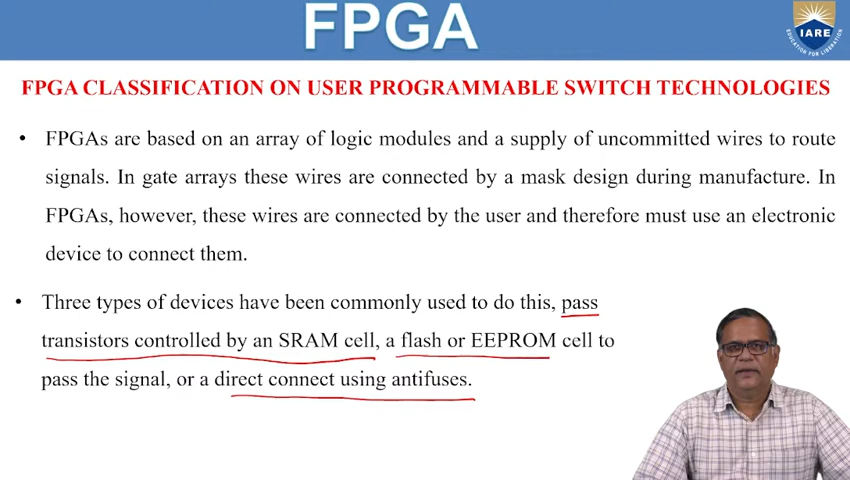 FPGA
IARE
EDUCATION FOR LIBERATION
FPGA CLASSIFICATION ON USER PROGRAMMABLE SWITCH TECHNOLOGIES
• FPGAs are based on an array of logic modules and a supply of uncommitted wires to route
signals. In gate arrays these wires are connected by a mask design during manufacture. In
FPGAs, however, these wires are connected by the user and therefore must use an electronic
device to connect them.
• Three types of devices have been commonly used to do this, pass
transistors controlled by an SRAM cell, a flash or EEPROM cell to
pass the signal, or a direct connect using antifuses.